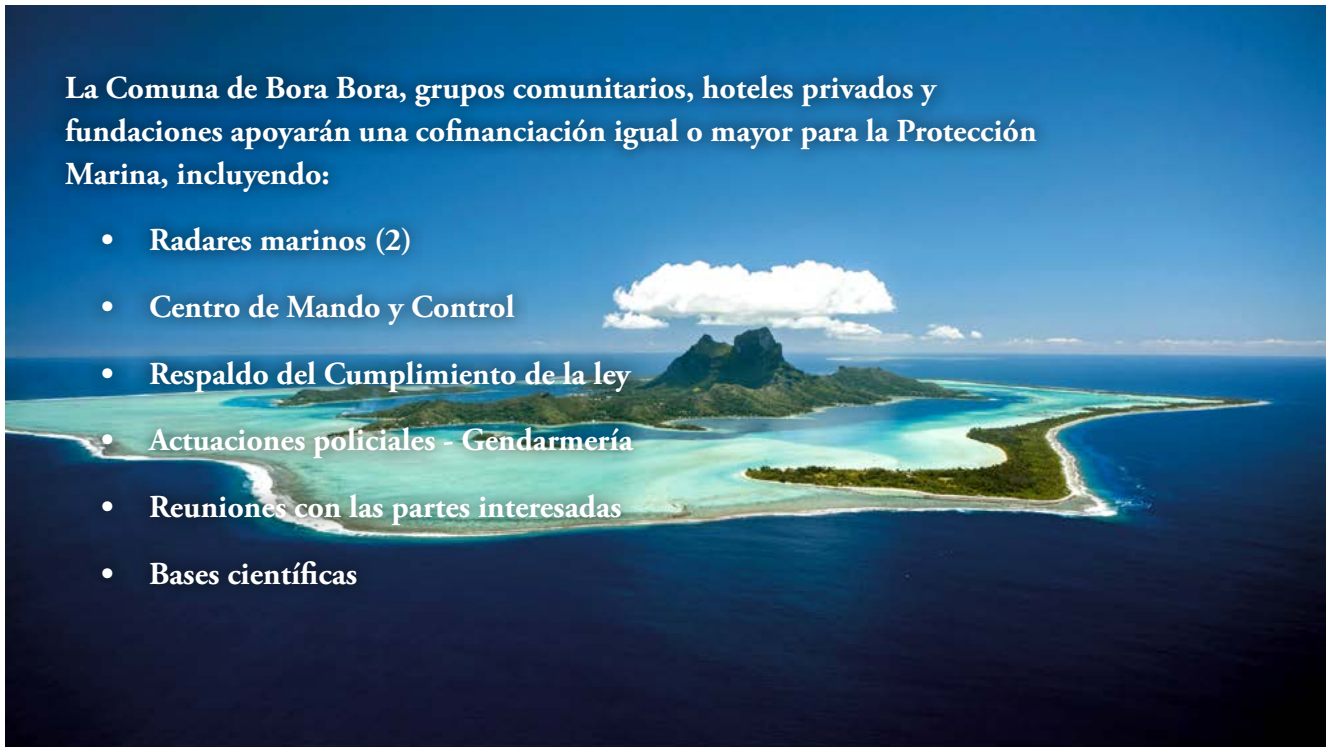 La Comuna de Bora Bora, grupos comunitarios, hoteles privados y
fundaciones apoyarán una cofinanciación igual o mayor para la Protección
Marina, incluyendo:
• Radares marinos (2)
• Centro de Mando y Control
• Respaldo del Cumplimiento de la ley
• Actuaciones policiales - Gendarmería
• Reuniones con las partes interesadas
• Bases científicas